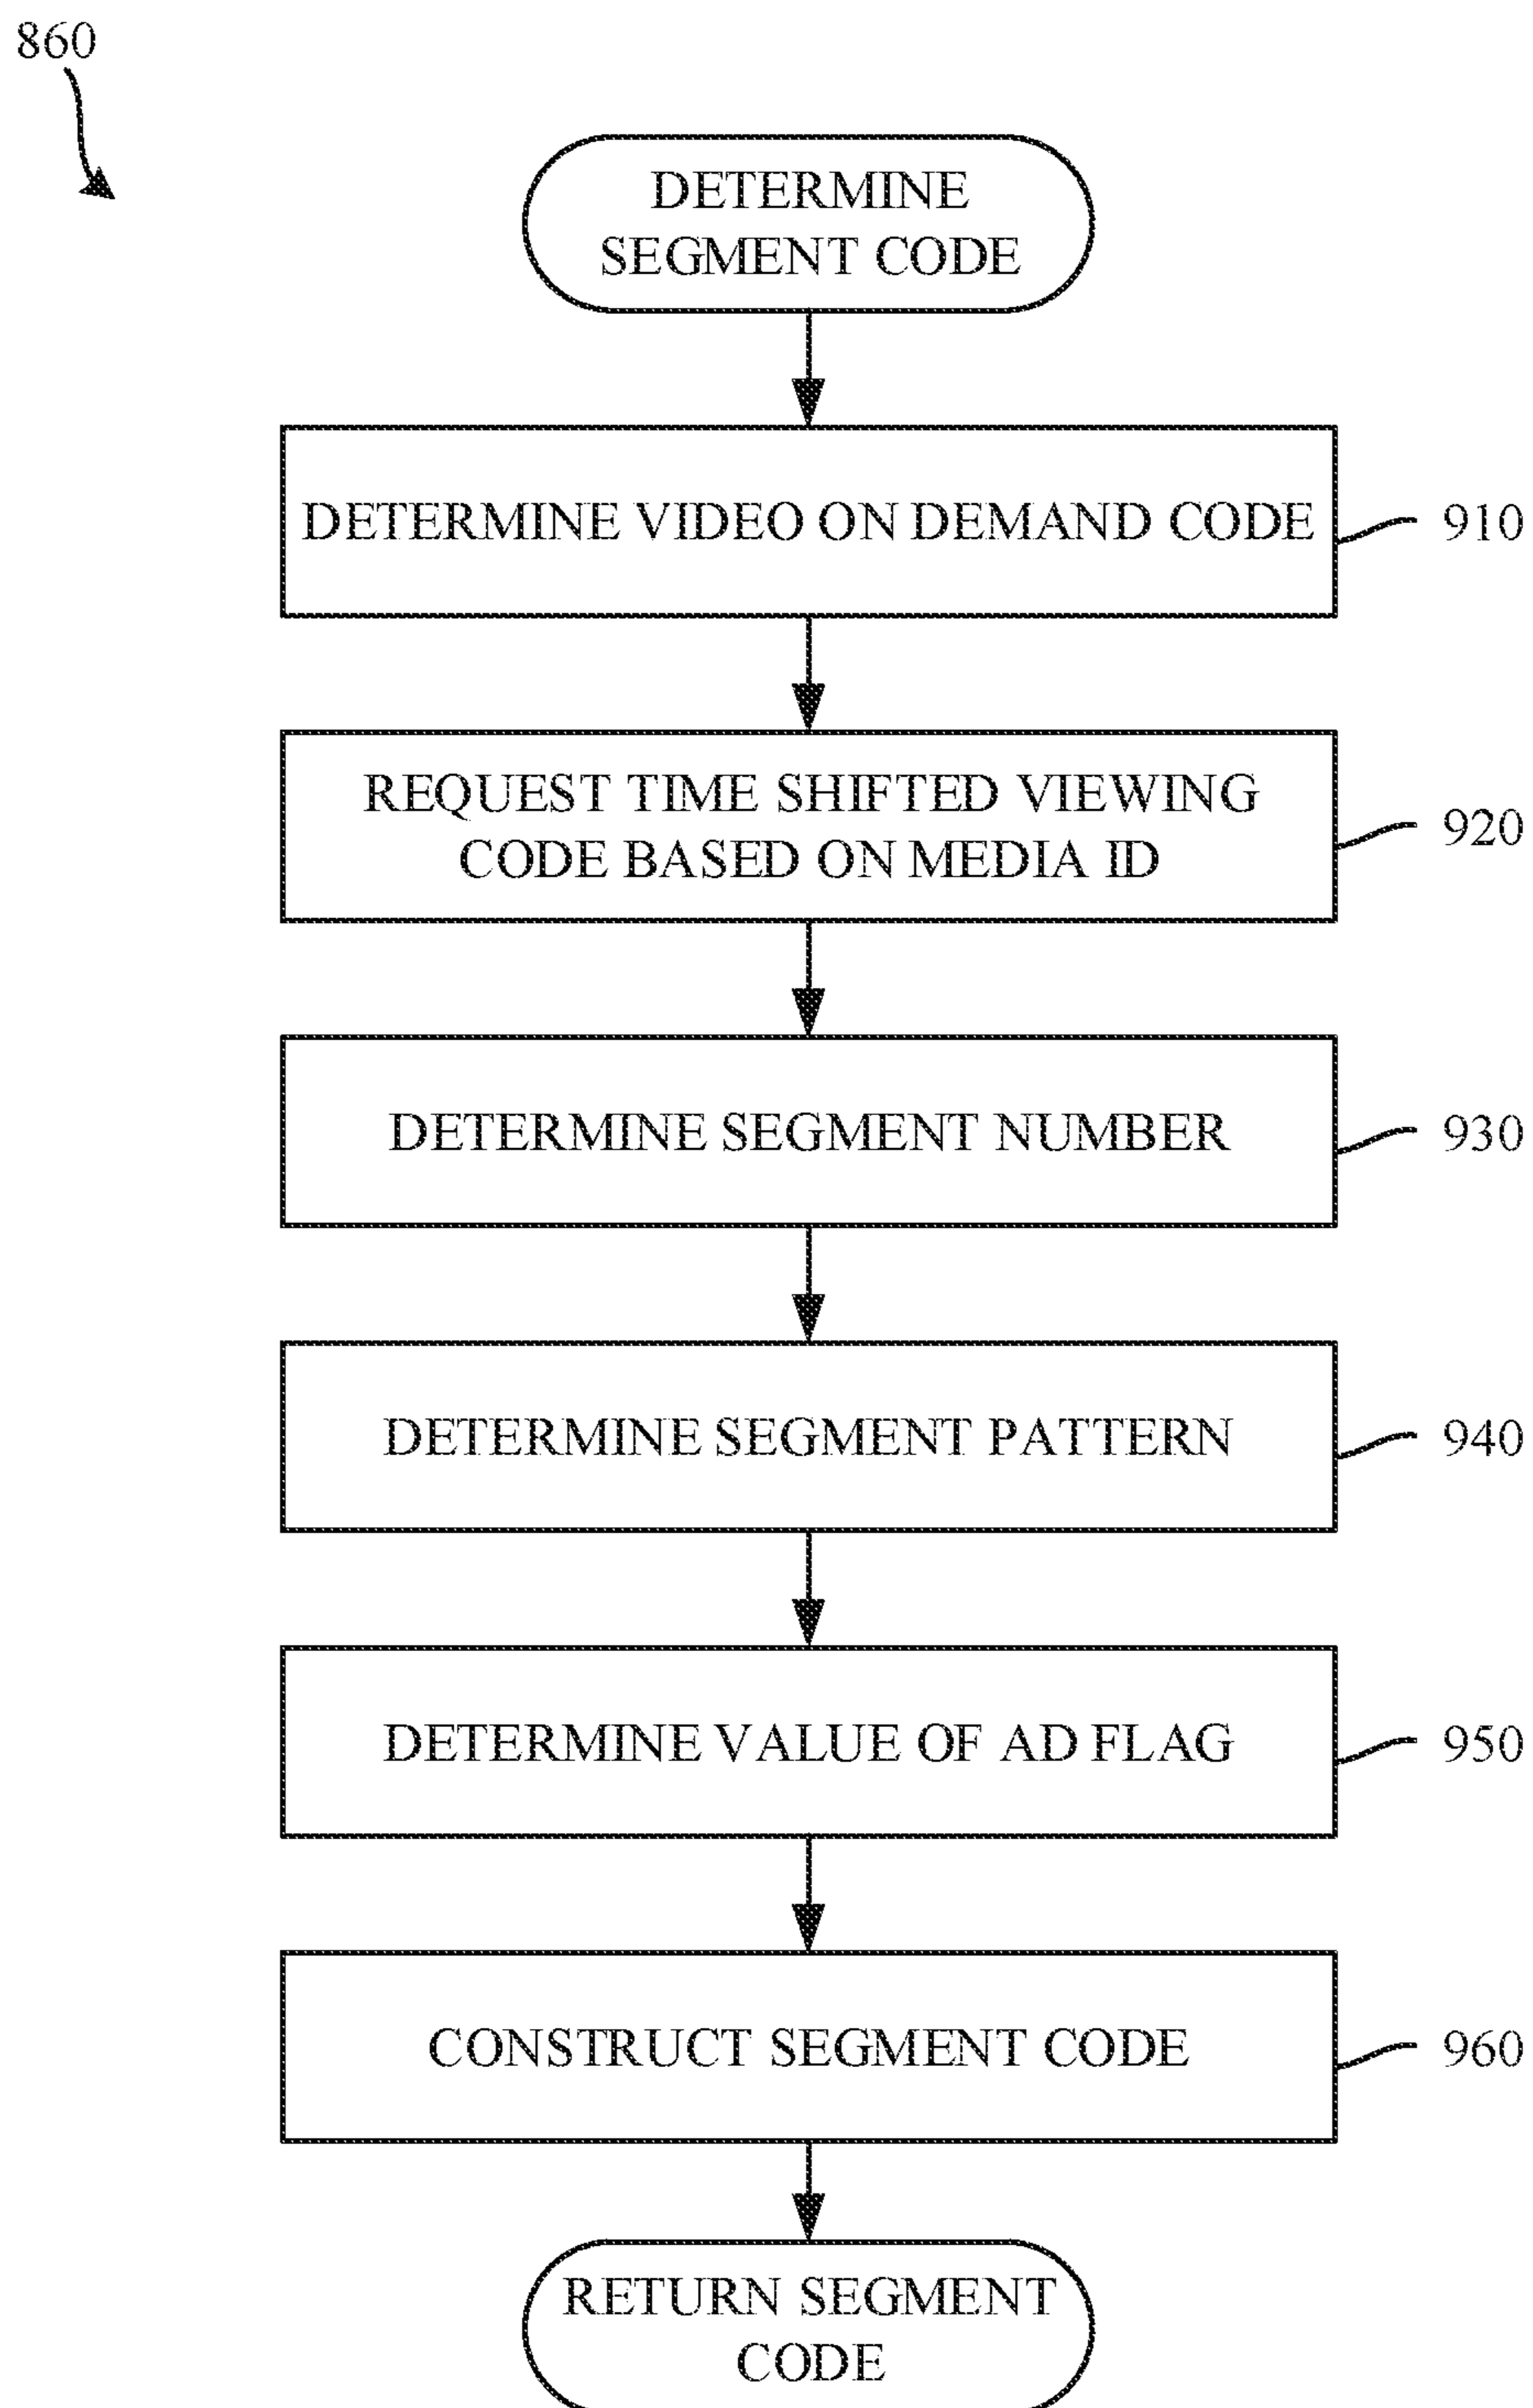 860
DETERMINE
SEGMENT CODE
DETERMINE VIDEO ON DEMAND CODE
910
REQUEST TIME SHIFTED VIEWING
CODE BASED ON MEDIA ID
920
DETERMINE SEGMENT NUMBER
930
DETERMINE SEGMENT PATTERN
940
DETERMINE VALUE OF AD FLAG
950
CONSTRUCT SEGMENT CODE
960
RETURN SEGMENT
CODE